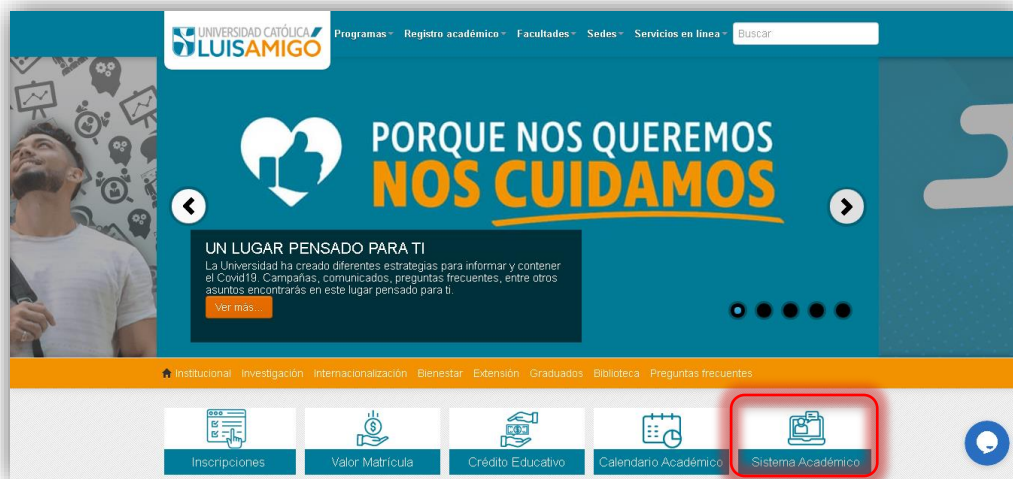 UNIVERSIDAD CATÓLICA
LUISAMIGÓ
Programas Registro académico Facultades Sedes Servicios en línea Buscar
PORQUE NOS QUEREMOS
NOS CUIDAMOS
UN LUGAR PENSADO PARA TI
La Universidad ha creado diferentes estrategias para informar y contener
el Covid19. Campañas, comunicados, preguntas frecuentes, entre otros
asuntos encontrarás en este lugar pensado para ti.
Ver más...
Institucional Investigación Internacionalización Bienestar Extensión Graduados Biblioteca Preguntas frecuentes
Inscripciones Valor Matrícula Crédito Educativo Calendario Académico Sistema Académico